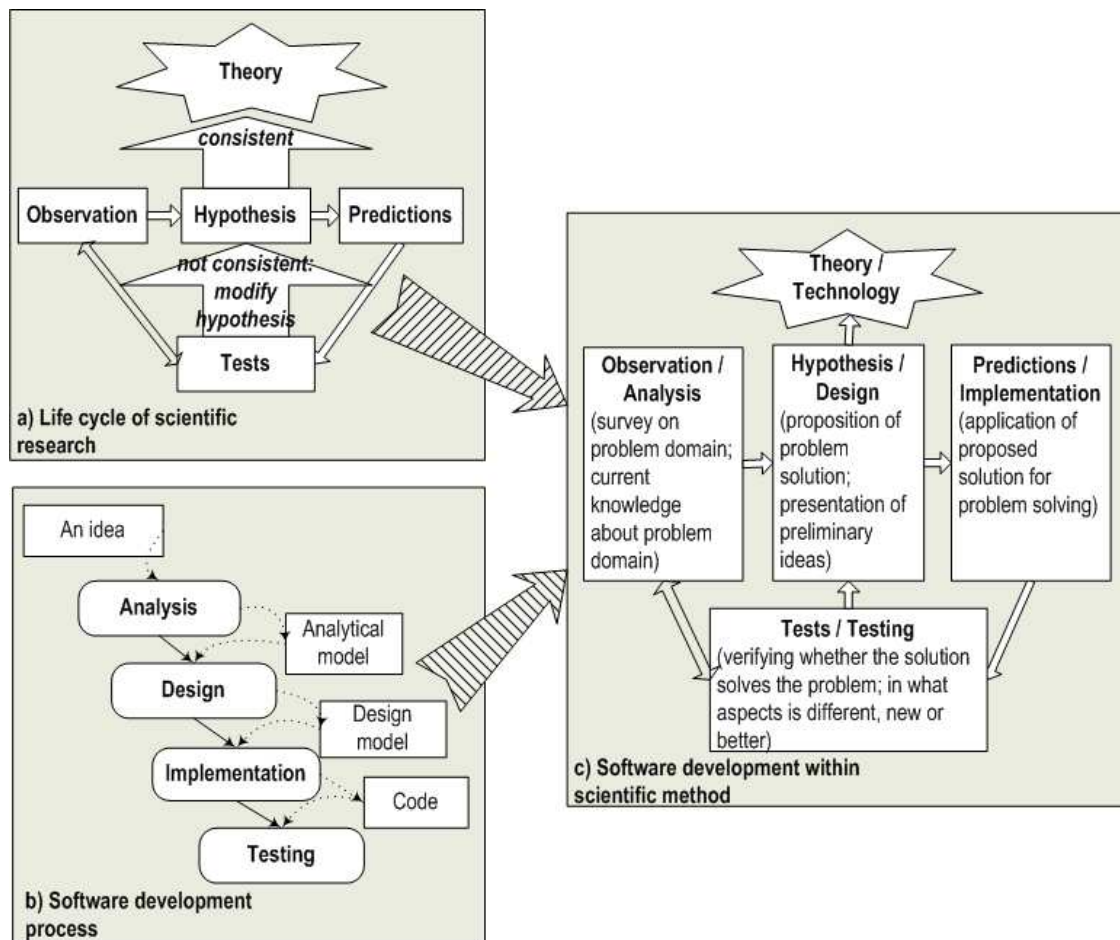 Theory
consistent
Observation
Hypothesis
Predictions
not consistent:
modify
hypothesis
Tests
a) Life cycle of scientific
research
An idea
Analysis
Analytical
model
Design
Design
model
Implementation
Code
Testing
b) Software development
process
Theory /
Technology
Observation /
Analysis
(survey on
problem domain;
current
knowledge
about problem
domain)
Hypothesis /
Design
(proposition of
problem
solution;
presentation of
preliminary
ideas)
Predictions /
Implementation
(application of
proposed
solution for
problem solving)
Tests / Testing
(verifying whether the solution
solves the problem; in what
aspects is different, new or
better)
c) Software development within
scientific method